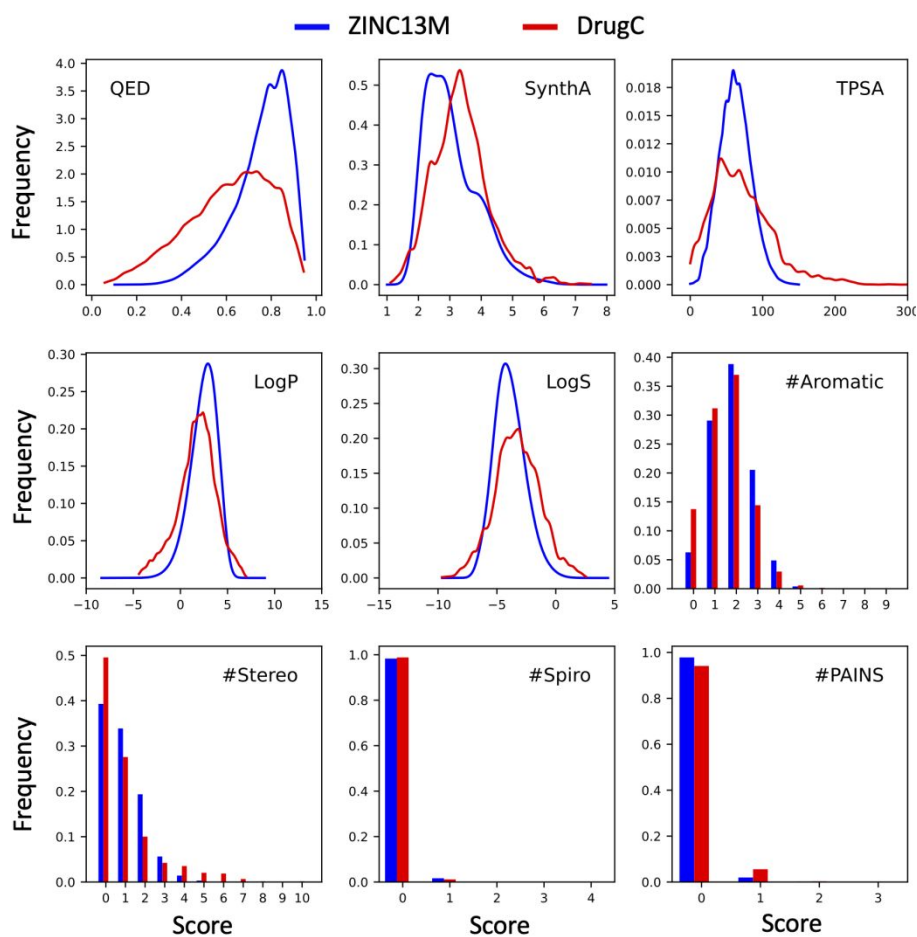 ZINC13M DrugC
QED
SynthA
TPSA
Frequency
4.0
3.5
3.0
2.5
2.0
1.5
1.0
0.5
0.0
0.0 0.2 0.4 0.6 0.8 1.0
0.5
0.4
0.3
0.2
0.1
0.0
1 2 3 4 5 6 7 8
0.018
0.015
0.013
0.010
0.007
0.005
0.003
0.000
0 100 200 300
LogP
LogS
#Aromatic
Frequency
0.30
0.25
0.20
0.15
0.10
0.05
0.00
−10 −5 0 5 10 15
0.30
0.25
0.20
0.15
0.10
0.05
0.00
−15 −10 −5 0 5
0.40
0.35
0.30
0.25
0.20
0.15
0.10
0.05
0.00
0 1 2 3 4 5 6 7 8 9
#Stereo
#Spiro
#PAINS
Frequency
0.5
0.4
0.3
0.2
0.1
0.0
0 1 2 3 4 5 6 7 8 9 10
Score
1.0
0.8
0.6
0.4
0.2
0.0
0 1 2 3 4
Score
1.0
0.8
0.6
0.4
0.2
0.0
0 1 2 3
Score